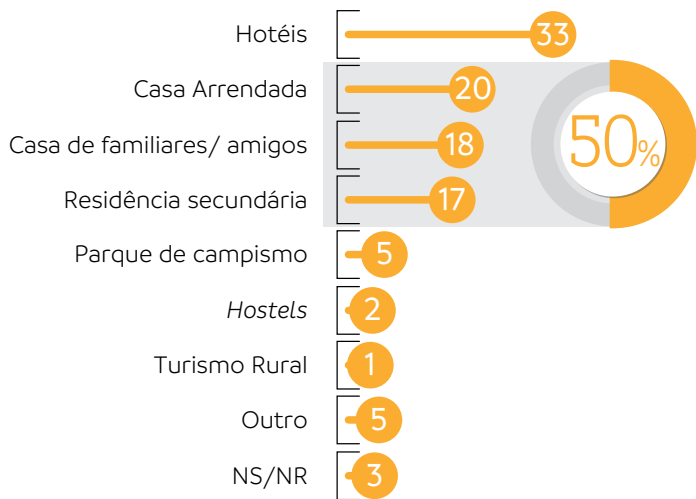 Hotéis 33
Casa Arrendada 20
Casa de familiares/ amigos 18
50%
Residência secundária 17
Parque de campismo 5
Hostels 2
Turismo Rural 1
Outro 5
NS/NR 3